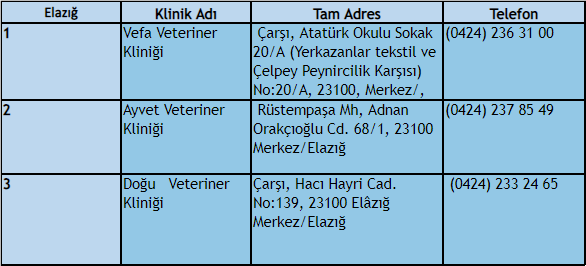 Elazığ Klinik Adı Tam Adres Telefon
1 Vefa Veteriner Çarşı, Atatürk Okulu Sokak (0424) 236 31 00
Kliniği 20/A (Yerkazanlar tekstil ve
Çelpey Peynircilik Karşısı)
No:20/A, 23100, Merkez/,
2 Ayvet Veteriner Rüstempaşa Mh, Adnan (0424) 237 85 49
Kliniği Orakçıoğlu Cd. 68/1, 23100
Merkez/Elazığ
3 Doğu Veteriner Çarşı, Hacı Hayri Cad. (0424) 233 24 65
Kliniği No:139, 23100 Elâzığ
Merkez/Elazığ